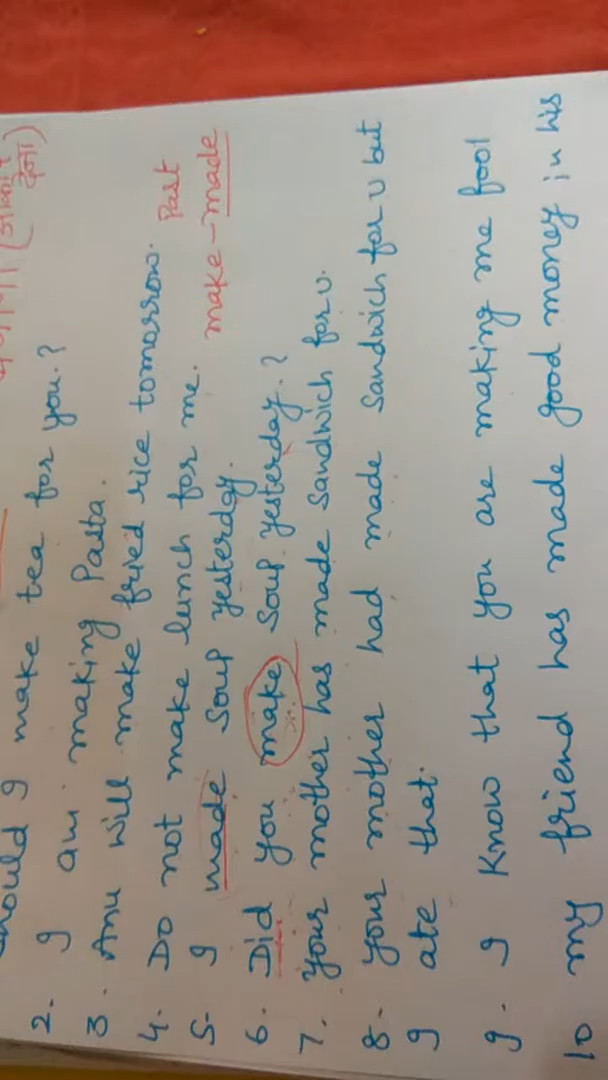 should I make tea for you.?
2. I am making Pasta.
3. Anu will make fried rice tomorrow.
4. Do not make lunch for me.
Past
5. I made Soup yesterday.
make - made
6. Did you make Soup yesterday.?
7. your mother has made sandwich for u.
8. your mother had made sandwich for u but
I ate that.
9. I know that you are making me fool
10 my friend has made good money in his